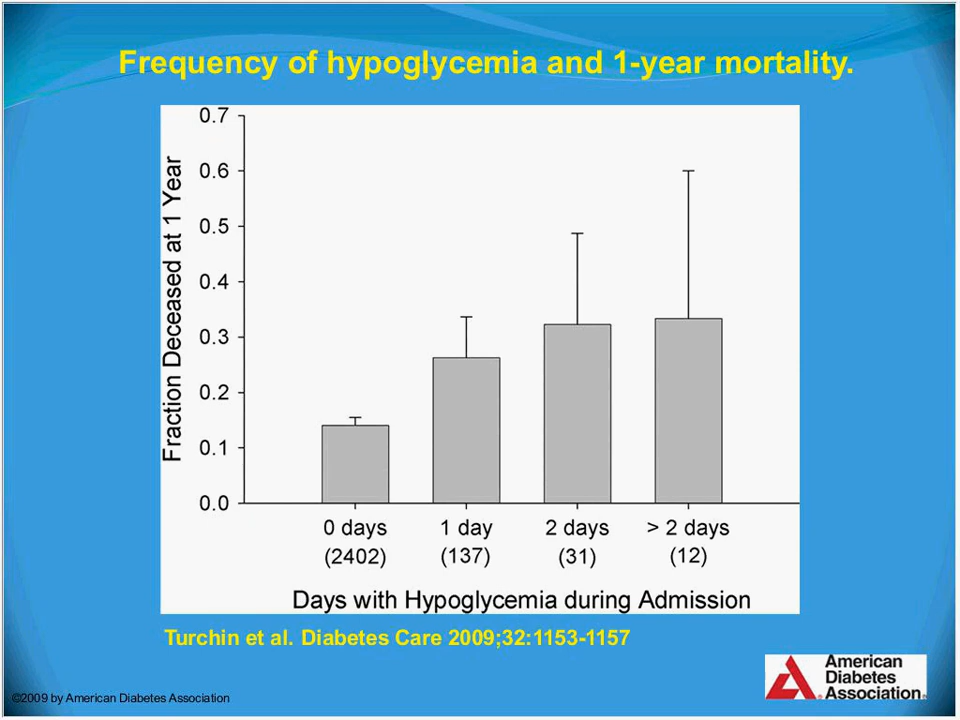 Frequency of hypoglycemia and 1-year mortality.
0.7
0.6
0.5
0.4
0.3
0.2
0.1
0.0
Fraction Deceased at 1 Year
0 days 1 day 2 days > 2 days
(2402) (137) (31) (12)
Days with Hypoglycemia during Admission
Turchin et al. Diabetes Care 2009;32:1153-1157
American
Diabetes
Association®
©2009 by American Diabetes Association